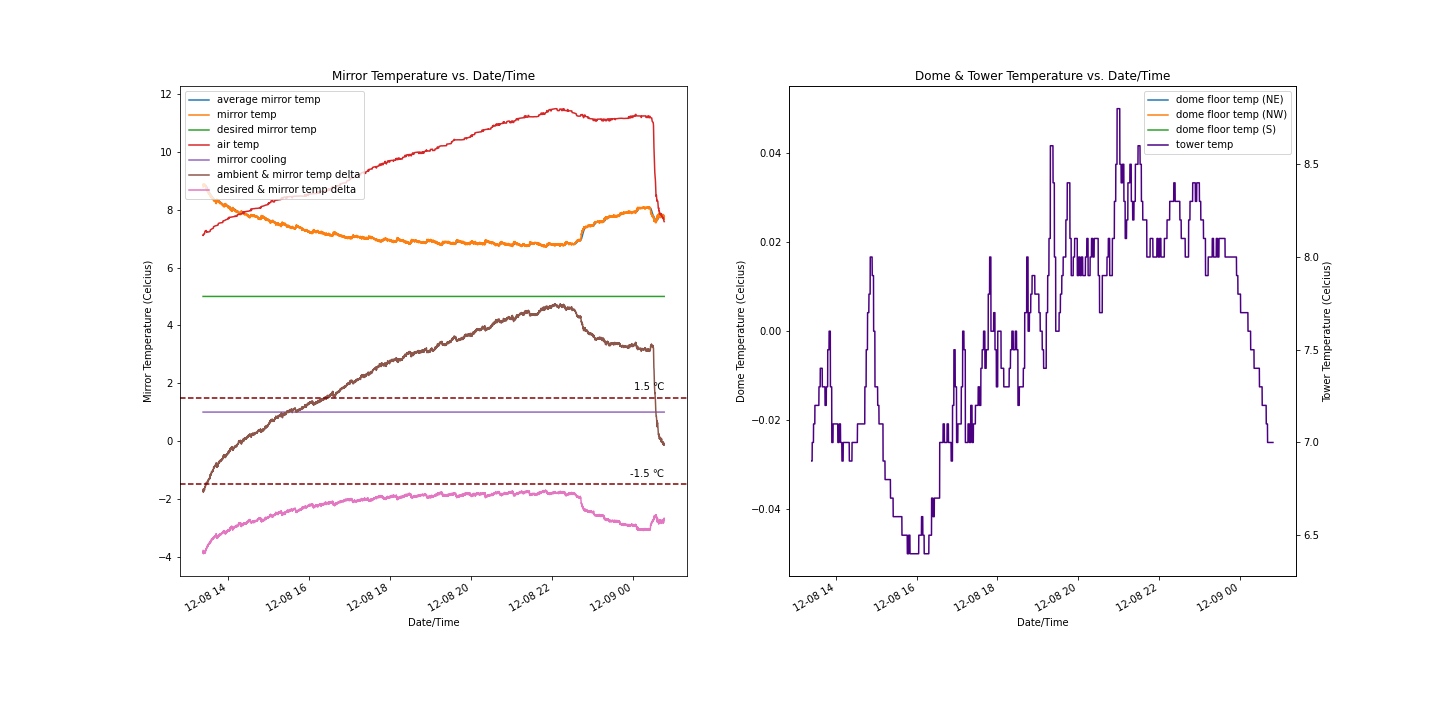 Mirror Temperature vs. Date/Time
12
10
8
6
4
2
0
−2
−4
Mirror Temperature (Celcius)
average mirror temp
mirror temp
desired mirror temp
air temp
mirror cooling
ambient & mirror temp delta
desired & mirror temp delta
1.5 °C
-1.5 °C
12-08 14
12-08 16
12-08 18
12-08 20
12-08 22
12-09 00
Date/Time
Dome & Tower Temperature vs. Date/Time
0.04
0.02
0.00
−0.02
−0.04
Dome Temperature (Celcius)
dome floor temp (NE)
dome floor temp (NW)
dome floor temp (S)
tower temp
8.5
8.0
7.5
7.0
6.5
Tower Temperature (Celcius)
12-08 14
12-08 16
12-08 18
12-08 20
12-08 22
12-09 00
Date/Time